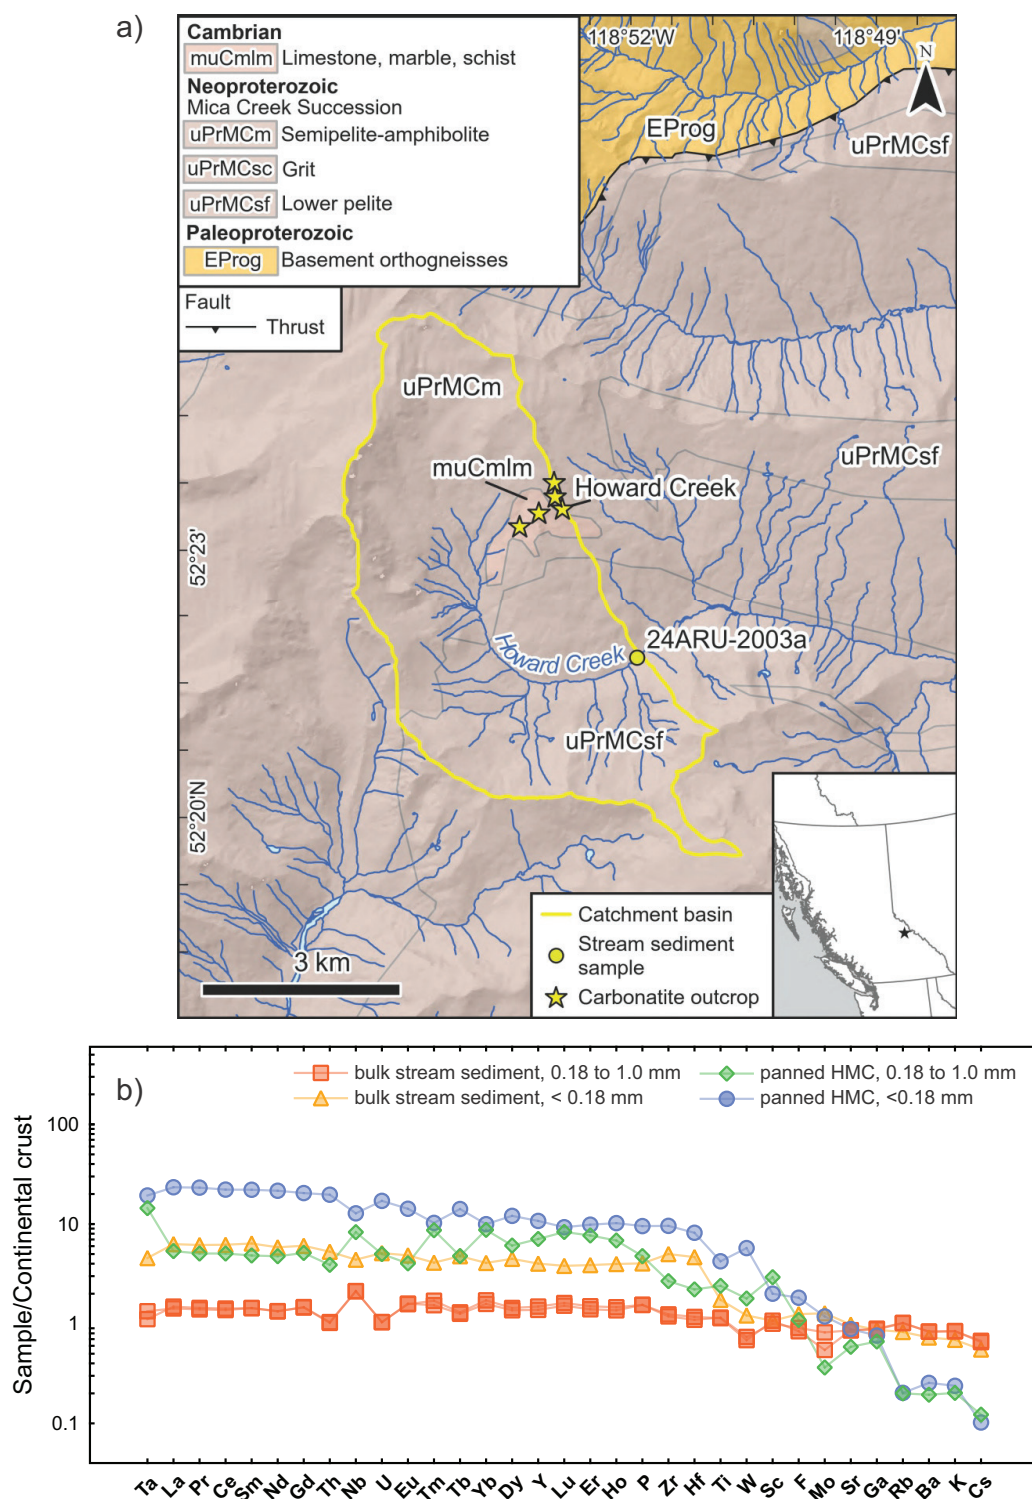 a)
Cambrian
muCmlm Limestone, marble, schist
Neoproterozoic
Mica Creek Succession
uPrMCm Semipelite-amphibolite
uPrMCsc Grit
uPrMCsf Lower pelite
Paleoproterozoic
EProg Basement orthogneisses
Fault
Thrust
118°52'W
118°49'
N
EProg
uPrMCsf
uPrMCm
uPrMCsf
muCmlm
Howard Creek
52°23'
24ARU-2003a
Howard Creek
uPrMCsf
52°20'N
3 km
Catchment basin
Stream sediment
sample
Carbonatite outcrop
b)
bulk stream sediment, 0.18 to 1.0 mm
bulk stream sediment, < 0.18 mm
panned HMC, 0.18 to 1.0 mm
panned HMC, <0.18 mm
Sample/Continental crust
100
10
1
0.1
Ta La Pr Ce Sm Nd Gd Th Nb U Eu Tm Tb Yb Dy Y Lu Er Ho P Zr Hf Ti W Sc F Mo Sr Ga Rb Ba K Cs